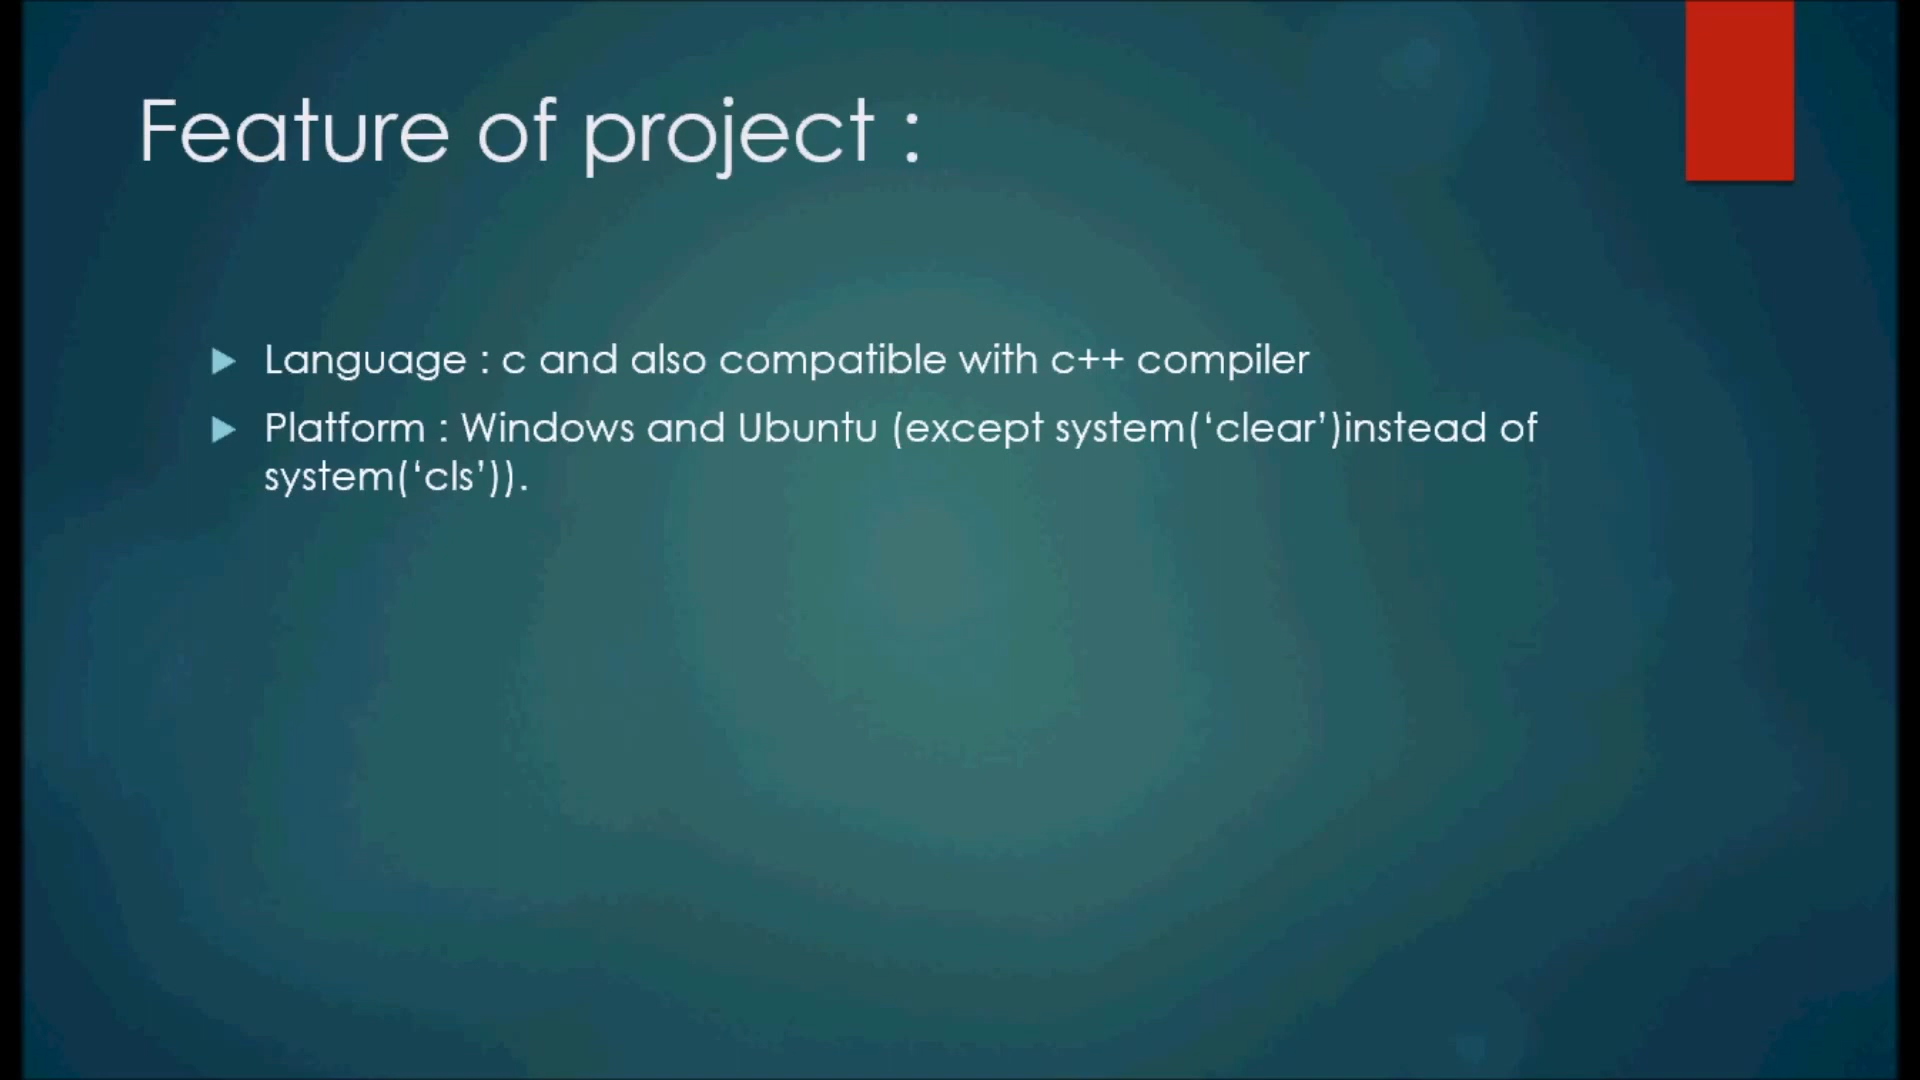 Feature of project :
Language : c and also compatible with c++ compiler
Platform : Windows and Ubuntu (except system(‘clear’)instead of
system(‘cls’)).